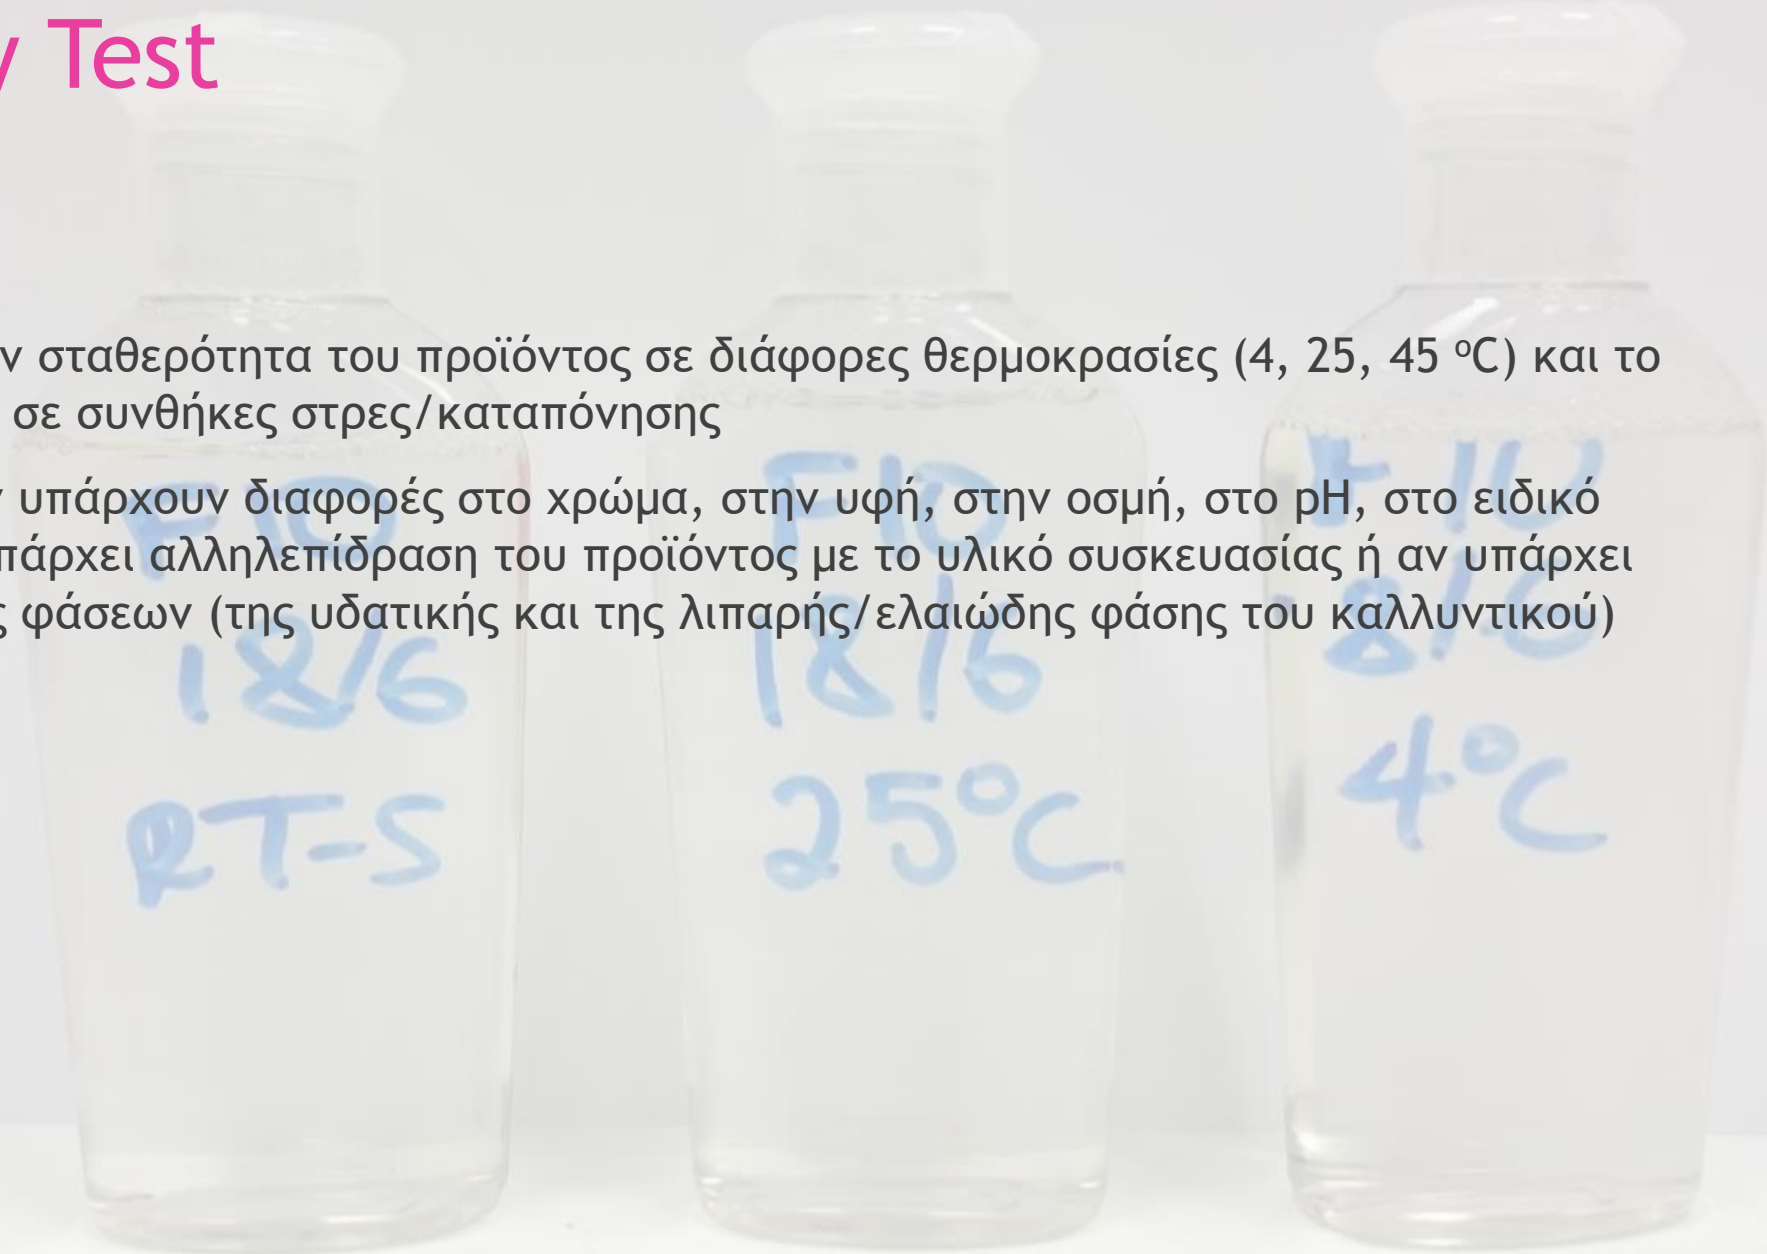 y Test
ν σταθερότητα του προϊόντος σε διάφορες θερμοκρασίες (4, 25, 45 ºC) και το
σε συνθήκες στρες/καταπόνησης
υπάρχουν διαφορές στο χρώμα, στην υφή, στην οσμή, στο pH, στο ειδικό
πάρχει αλληλεπίδραση του προϊόντος με το υλικό συσκευασίας ή αν υπάρχει
ς φάσεων (της υδατικής και της λιπαρής/ελαιώδης φάσης του καλλυντικού)
F10
18/6
RT-S
F10
18/6
25°C
F10
8/6
4°C